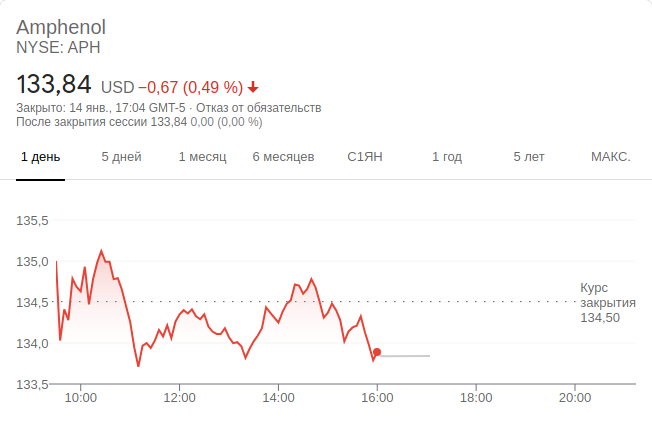 Amphenol
NYSE: APH
133,84 USD −0,67 (0,49 %)
Закрыто: 14 янв., 17:04 GMT-5 · Отказ от обязательств
После закрытия сессии 133,84 0,00 (0,00 %)
1 день 5 дней 1 месяц 6 месяцев С1ЯН 1 год 5 лет МАКС.
135,5
135,0
134,5
134,0
133,5
Курс
закрытия
134,50
10:00 12:00 14:00 16:00 18:00 20:00